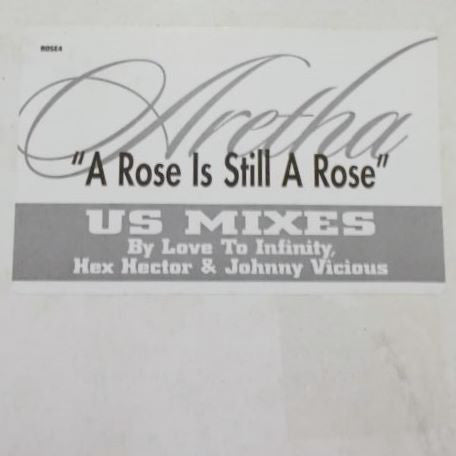 ROSE4
Aretha
"A Rose Is Still A Rose"
US MIXES
By Love To Infinity,
Hex Hector & Johnny Vicious